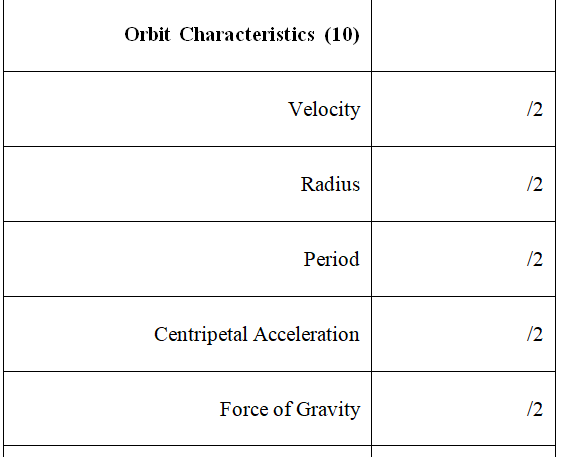 Orbit Characteristics (10)
Velocity /2
Radius /2
Period /2
Centripetal Acceleration /2
Force of Gravity /2